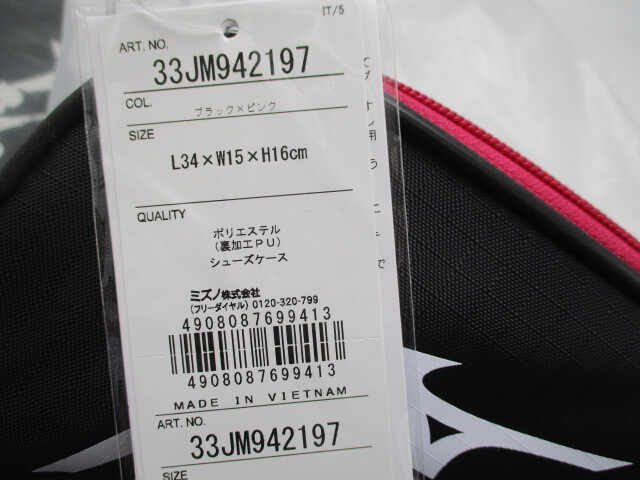 IT/5
ART. NO.
33JM942197
COL.
ブラック×ピンク
SIZE
L34×W15×H16cm
QUALITY
ポリエステル
(裏加工PU)
シューズケース
ミズノ株式会社
(フリーダイヤル) 0120-320-799
4908087699413
4908087699413
MADE IN VIETNAM
ART. NO.
33JM942197
SIZE